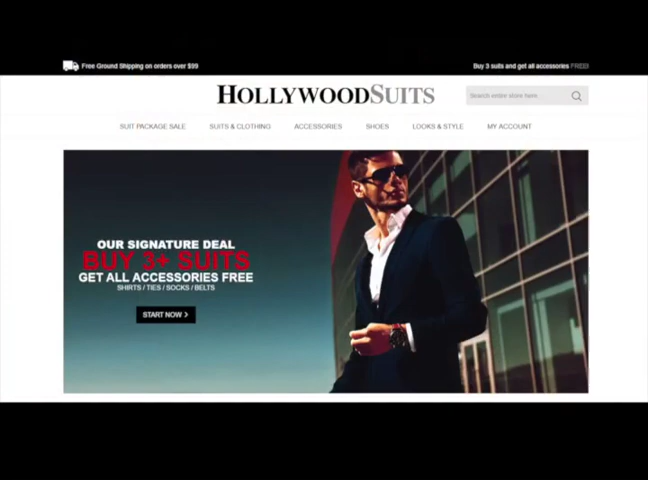 Free Ground Shipping on orders over $99
Buy 3 suits and get all accessories FREE!
HOLLYWOODSUITS
Search entire store here
SUIT PACKAGE SALE SUITS & CLOTHING ACCESSORIES SHOES LOOKS & STYLE MY ACCOUNT
OUR SIGNATURE DEAL
BUY 3+ SUITS
GET ALL ACCESSORIES FREE
SHIRTS / TIES / SOCKS / BELTS
START NOW >